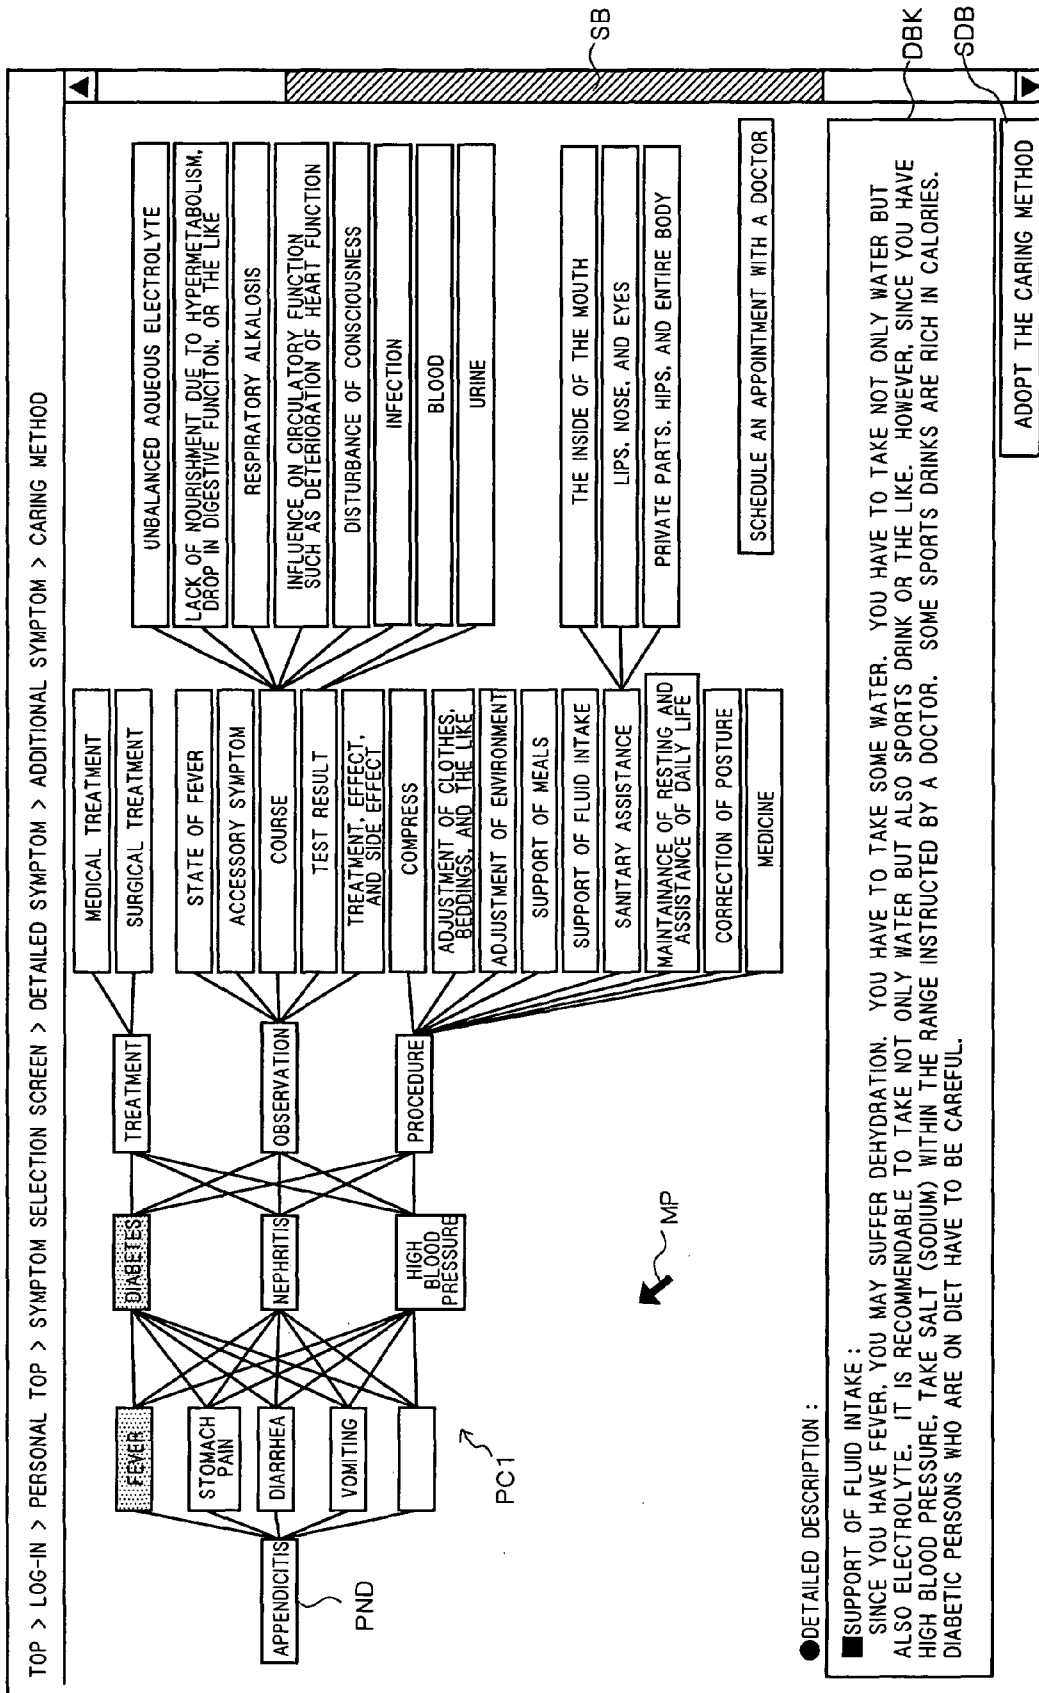 TOP > LOG-IN > PERSONAL TOP > SYMPTOM SELECTION SCREEN > DETAILED SYMPTOM > ADDITIONAL SYMPTOM > CARING METHOD
APPENDICITIS
PND
FEVER
STOMACH
PAIN
DIARRHEA
VOMITING
PC1
DIABETES
NEPHRITIS
HIGH
BLOOD
PRESSURE
MP
TREATMENT
OBSERVATION
PROCEDURE
MEDICAL TREATMENT
SURGICAL TREATMENT
STATE OF FEVER
ACCESSORY SYMPTOM
COURSE
TEST RESULT
TREATMENT, EFFECT,
AND SIDE EFFECT,
COMPRESS
ADJUSTMENT OF CLOTHES,
BEDDINGS, AND THE LIKE
ADJUSTMENT OF ENVIRONMENT
SUPPORT OF MEALS
SUPPORT OF FLUID INTAKE
SANITARY ASSISTANCE
MAINTAINANCE OF RESTING AND
ASSISTANCE OF DAILY LIFE
CORRECTION OF POSTURE
MEDICINE
UNBALANCED AQUEOUS ELECTROLYTE
LACK OF NOURISHMENT DUE TO HYPERMETABOLISM,
DROP IN DIGESTIVE FUNCITON, OR THE LIKE
RESPIRATORY ALKALOSIS
INFLUENCE ON CIRCULATORY FUNCTION
SUCH AS DETERIORATION OF HEART FUNCTION
DISTURBANCE OF CONSCIOUSNESS
INFECTION
BLOOD
URINE
THE INSIDE OF THE MOUTH
LIPS, NOSE, AND EYES
PRIVATE PARTS, HIPS, AND ENTIRE BODY
SCHEDULE AN APPOINTMENT WITH A DOCTOR
SB
●DETAILED DESCRIPTION :
■SUPPORT OF FLUID INTAKE :
SINCE YOU HAVE FEVER, YOU MAY SUFFER DEHYDRATION. YOU HAVE TO TAKE SOME WATER. YOU HAVE TO TAKE NOT ONLY WATER BUT
ALSO ELECTROLYTE. IT IS RECOMMENDABLE TO TAKE NOT ONLY WATER BUT ALSO SPORTS DRINK OR THE LIKE. HOWEVER, SINCE YOU HAVE
HIGH BLOOD PRESSURE, TAKE SALT (SODIUM) WITHIN THE RANGE INSTRUCTED BY A DOCTOR. SOME SPORTS DRINKS ARE RICH IN CALORIES.
DIABETIC PERSONS WHO ARE ON DIET HAVE TO BE CAREFUL.
DBK
SDB
ADOPT THE CARING METHOD